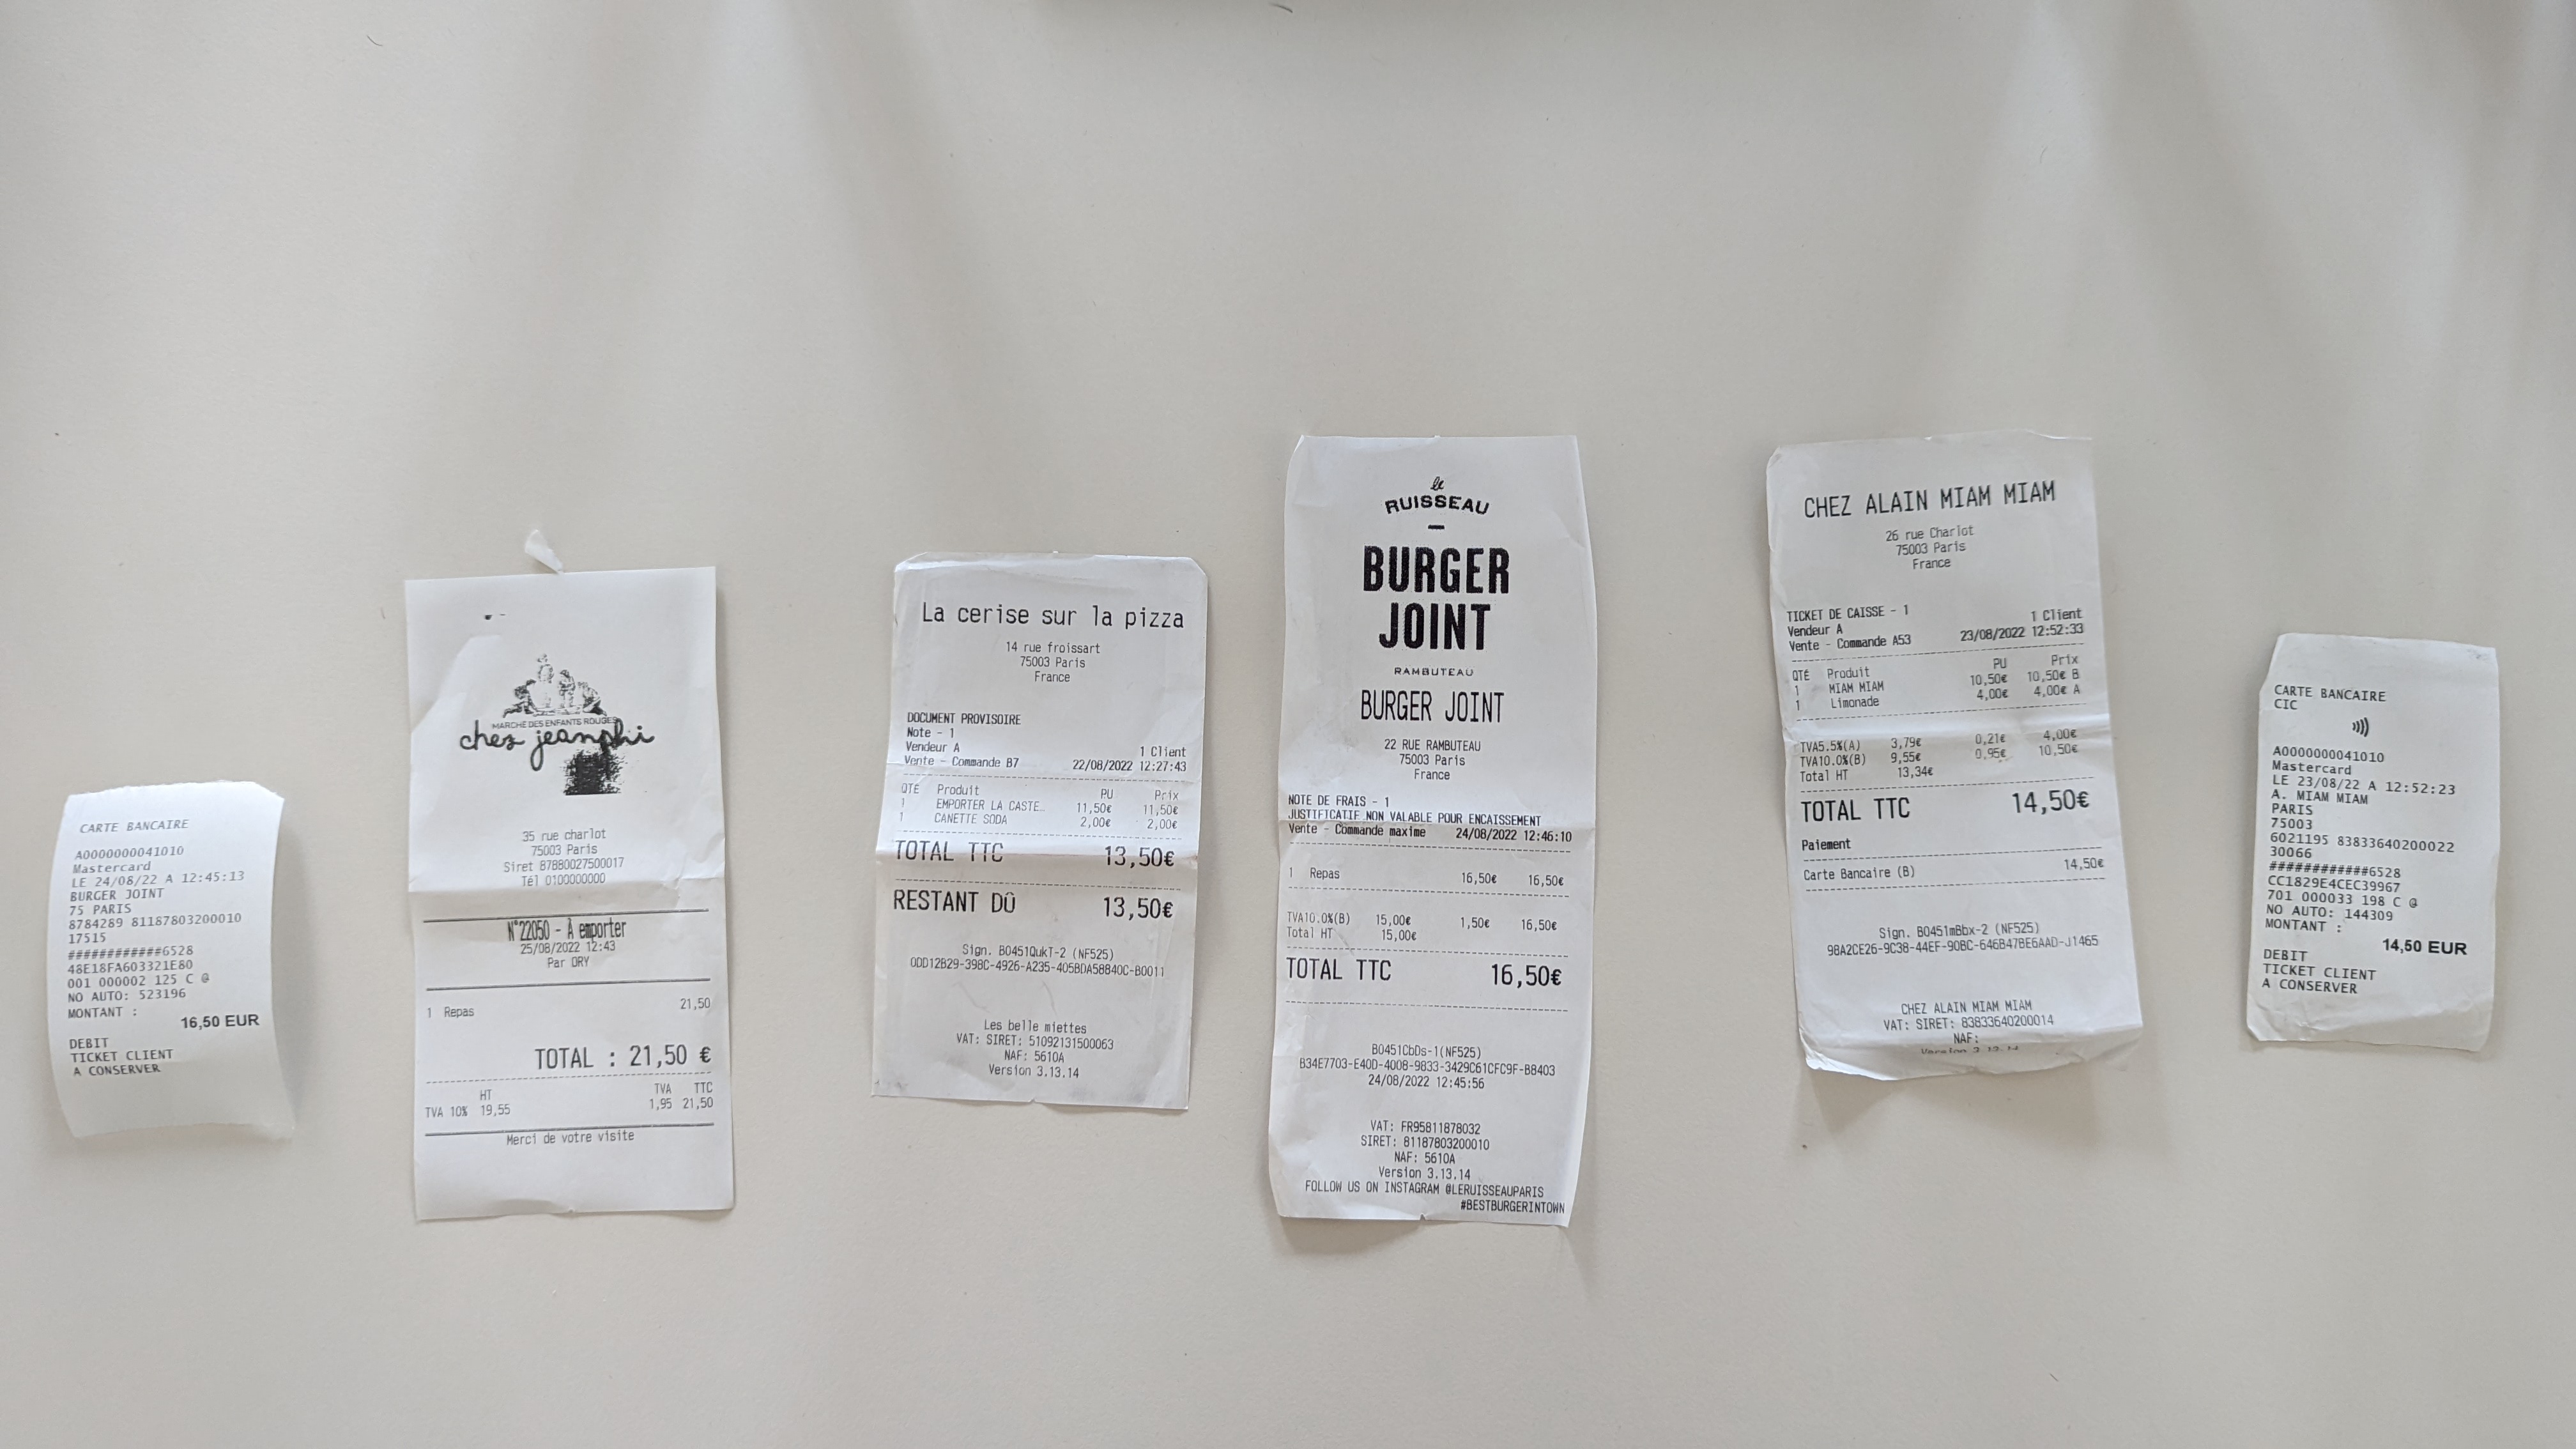 CARTE BANCAIRE
A0000000041010
Mastercard
LE 24/08/22 A 12:45:13
BURGER JOINT
75 PARIS
8784289 81187803200010
17515
############6528
48E18FA603321E80
001 000002 125 C @
NO AUTO: 523196
MONTANT :
16,50 EUR
DEBIT
TICKET CLIENT
A CONSERVER
MARCHE DES ENFANTS ROUGES
chez jeanphi
35 rue charlot
75003 Paris
Siret 87880027500017
Tél 0100000000
N°22050 - À emporter
25/08/2022 12:43
Par ORY
1 Repas 21,50
TOTAL : 21,50 €
HT TVA TTC
TVA 10% 19,55 1,95 21,50
Merci de votre visite
La cerise sur la pizza
14 rue froissart
75003 Paris
France
DOCUMENT PROVISOIRE
Note - 1
Vendeur A 1 Client
Vente - Commande B7 22/08/2022 12:27:43
QTÉ Produit PU Prix
1 EMPORTER LA CASTE… 11,50€ 11,50€
1 CANETTE SODA 2,00€ 2,00€
TOTAL TTC 13,50€
RESTANT DÛ 13,50€
Sign. B0451QukT-2 (NF525)
0DD12B29-398C-4926-A235-405BDA58840C-B0011
Les belle miettes
VAT: SIRET: 51092131500063
NAF: 5610A
Version 3.13.14
le
RUISSEAU
BURGER
JOINT
RAMBUTEAU
BURGER JOINT
22 RUE RAMBUTEAU
75003 Paris
France
NOTE DE FRAIS - 1
JUSTIFICATIF NON VALABLE POUR ENCAISSEMENT
Vente - Commande maxime 24/08/2022 12:46:10
1 Repas 16,50€ 16,50€
TVA10.0%(B) 15,00€ 1,50€ 16,50€
Total HT 15,00€
TOTAL TTC 16,50€
B0451CbDs-1(NF525)
B34E7703-E40D-4008-9833-3429C61CFC9F-B8403
24/08/2022 12:45:56
VAT: FR95811878032
SIRET: 81187803200010
NAF: 5610A
Version 3.13.14
FOLLOW US ON INSTAGRAM @LERUISSEAUPARIS
#BESTBURGERINTOWN
CHEZ ALAIN MIAM MIAM
26 rue Charlot
75003 Paris
France
TICKET DE CAISSE - 1
Vendeur A 1 Client
Vente - Commande A53 23/08/2022 12:52:33
QTÉ Produit PU Prix
1 MIAM MIAM 10,50€ 10,50€ B
1 Limonade 4,00€ 4,00€ A
TVA5.5%(A) 3,79€ 0,21€ 4,00€
TVA10.0%(B) 9,55€ 0,95€ 10,50€
Total HT 13,34€
TOTAL TTC 14,50€
Paiement
Carte Bancaire (B) 14,50€
Sign. B0451mBbx-2 (NF525)
98A2CE26-9C38-44EF-90BC-646B47BE6AAD-J1465
CHEZ ALAIN MIAM MIAM
VAT: SIRET: 83833640200014
NAF:
Version 3.13.14
CARTE BANCAIRE
CIC
A0000000041010
Mastercard
LE 23/08/22 A 12:52:23
A. MIAM MIAM
PARIS
75003
6021195 83833640200022
30066
############6528
CC1829E4CEC39967
701 000033 198 C @
NO AUTO: 144309
MONTANT :
14,50 EUR
DEBIT
TICKET CLIENT
A CONSERVER